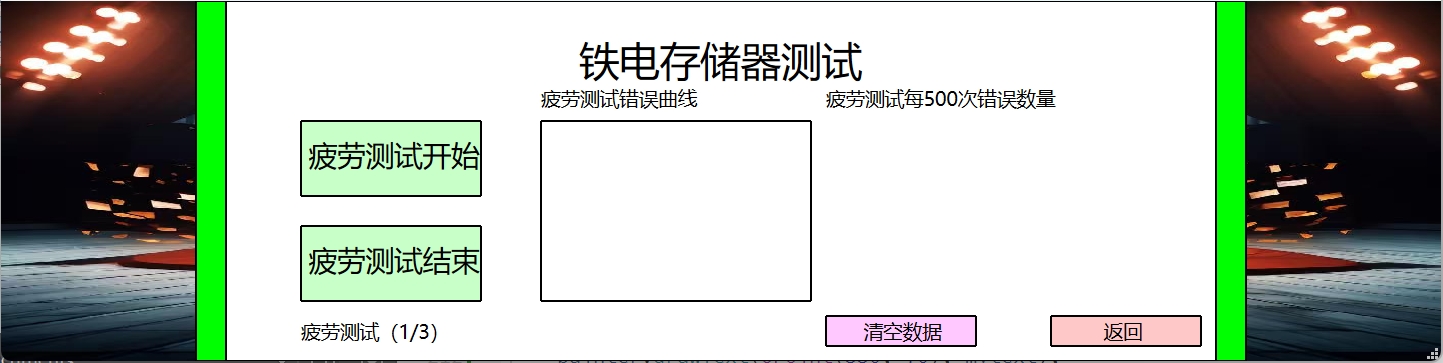 铁电存储器测试
疲劳测试错误曲线
疲劳测试每500次错误数量
疲劳测试开始
疲劳测试结束
疲劳测试（1/3）
清空数据
返回